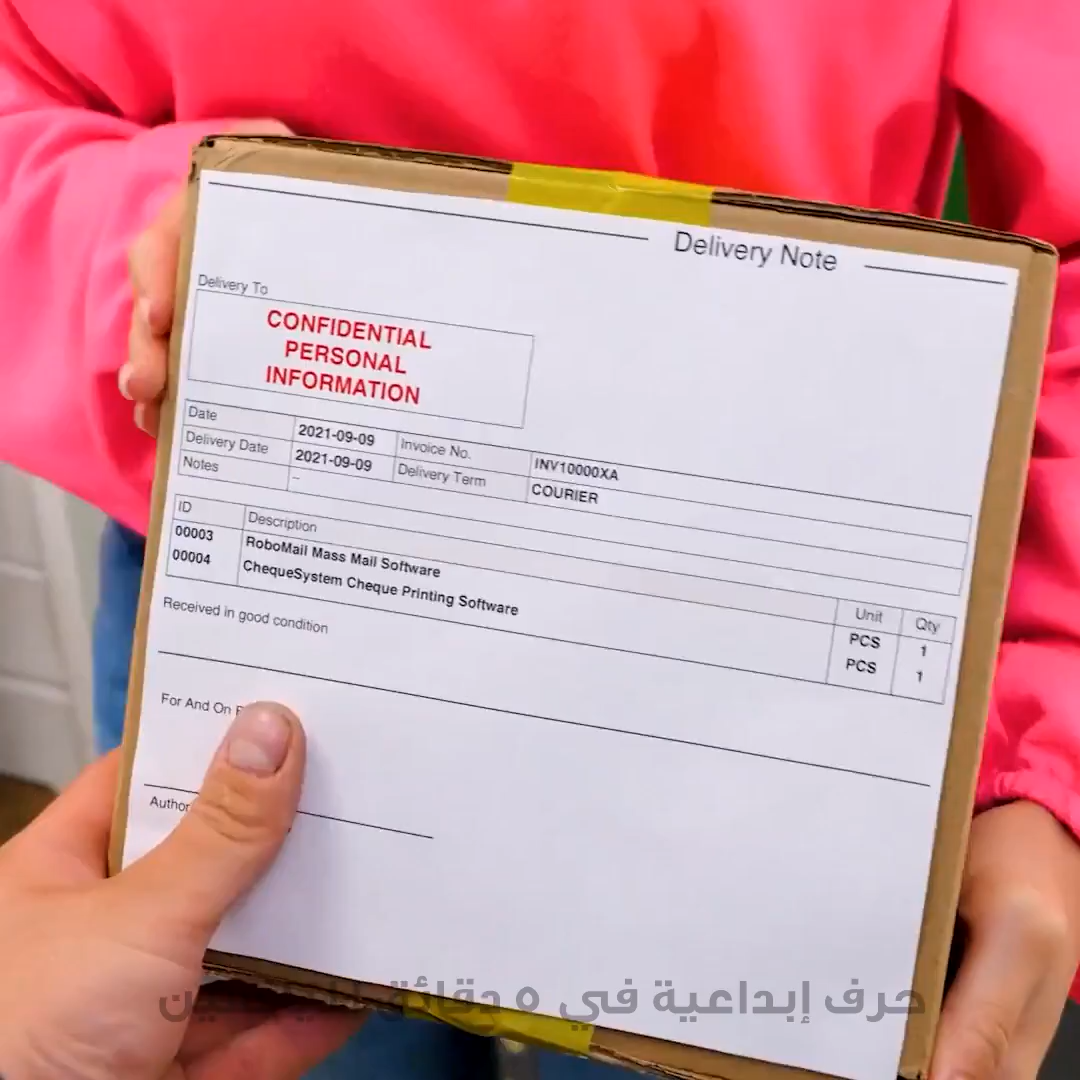 Delivery Note
Delivery To
CONFIDENTIAL
PERSONAL
INFORMATION
Date 2021-09-09 Invoice No. INV10000XA
Delivery Date 2021-09-09 Delivery Term COURIER
Notes –
ID Description Unit Qty
00003 RoboMail Mass Mail Software PCS 1
00004 ChequeSystem Cheque Printing Software PCS 1
Received in good condition
For And On
حرف إبداعية في ٥ دقائق